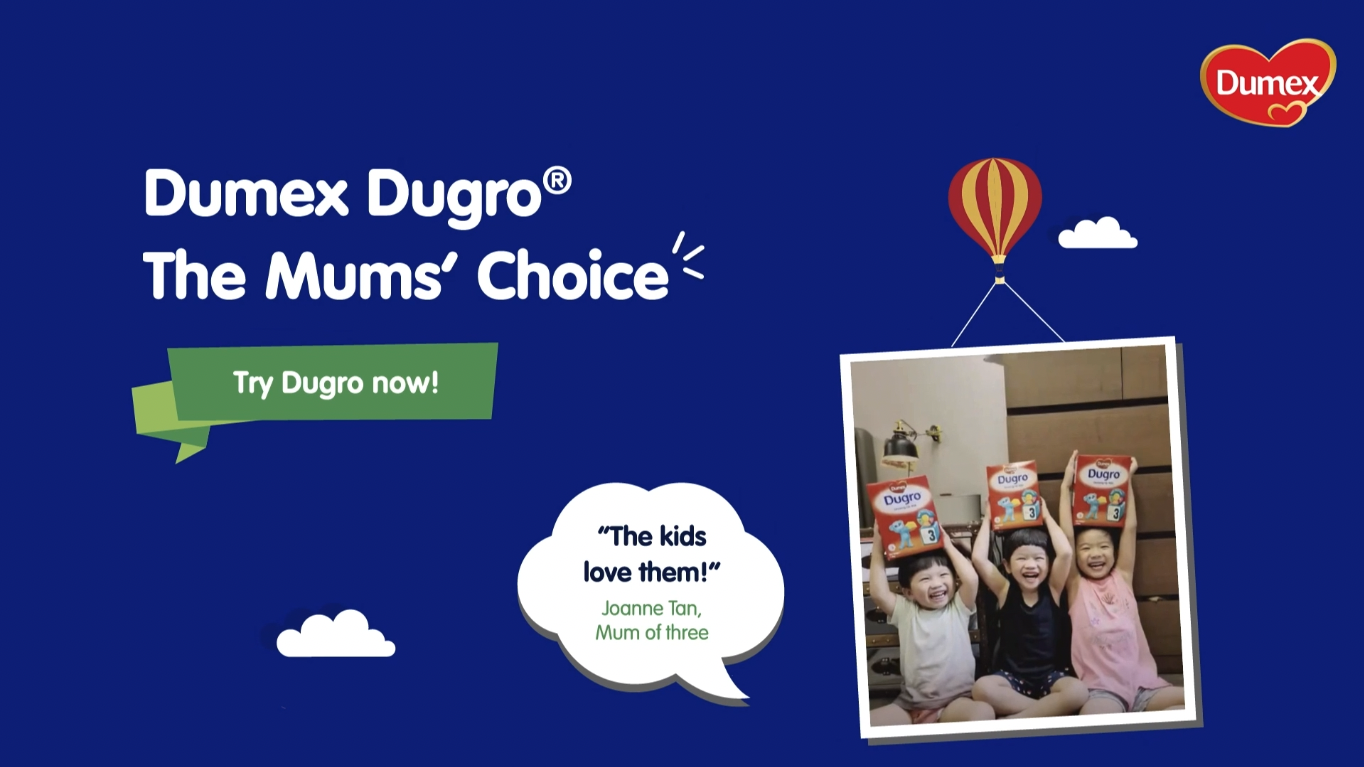 Dumex
Dumex Dugro®
The Mums’ Choice
Try Dugro now!
“The kids
love them!”
Joanne Tan,
Mum of three
Dugro
3
Dugro
3
Dugro
3